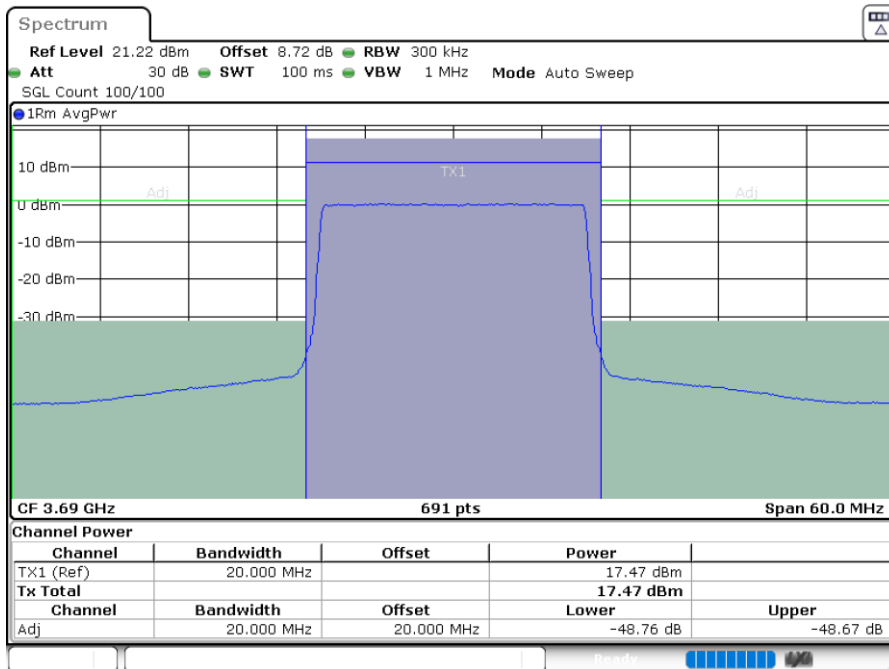 Spectrum
Ref Level 21.22 dBm Offset 8.72 dB RBW 300 kHz
Att 30 dB SWT 100 ms VBW 1 MHz Mode Auto Sweep
SGL Count 100/100
1Rm AvgPwr
10 dBm
TX1
Adj Adj
0 dBm
-10 dBm
-20 dBm
-30 dBm
CF 3.69 GHz 691 pts Span 60.0 MHz
Channel Power
Channel Bandwidth Offset Power
TX1 (Ref) 20.000 MHz 17.47 dBm
Tx Total 17.47 dBm
Channel Bandwidth Offset Lower Upper
Adj 20.000 MHz 20.000 MHz -48.76 dB -48.67 dB
Ready